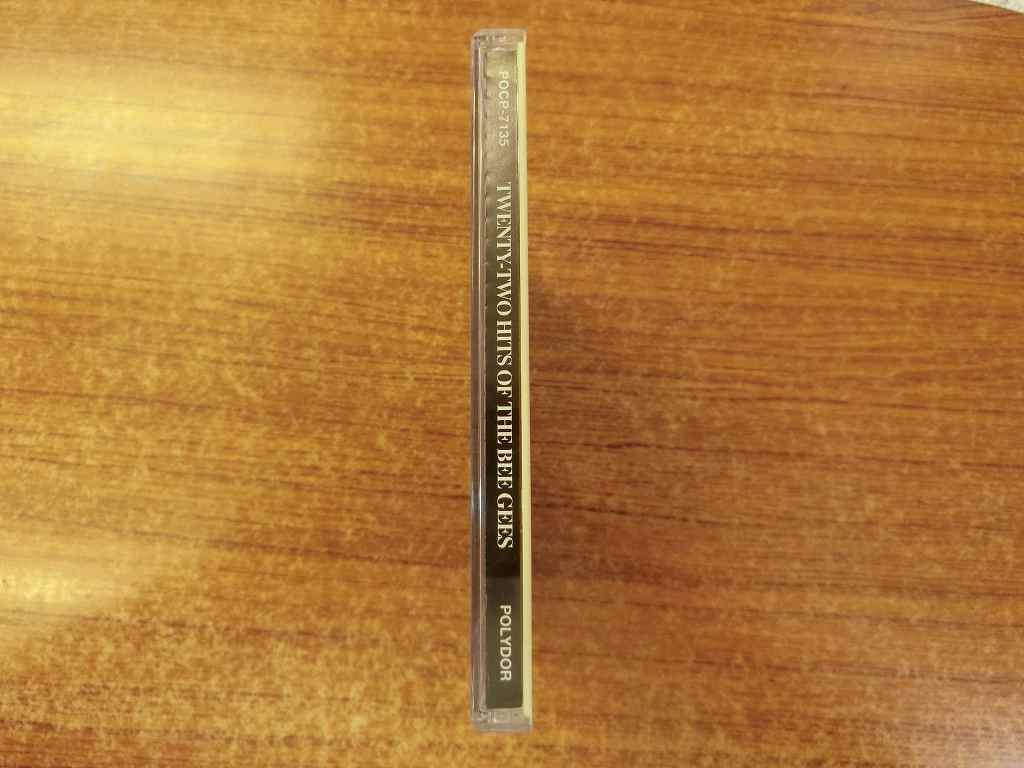 POCP-7135
TWENTY-TWO HITS OF THE BEE GEES
POLYDOR